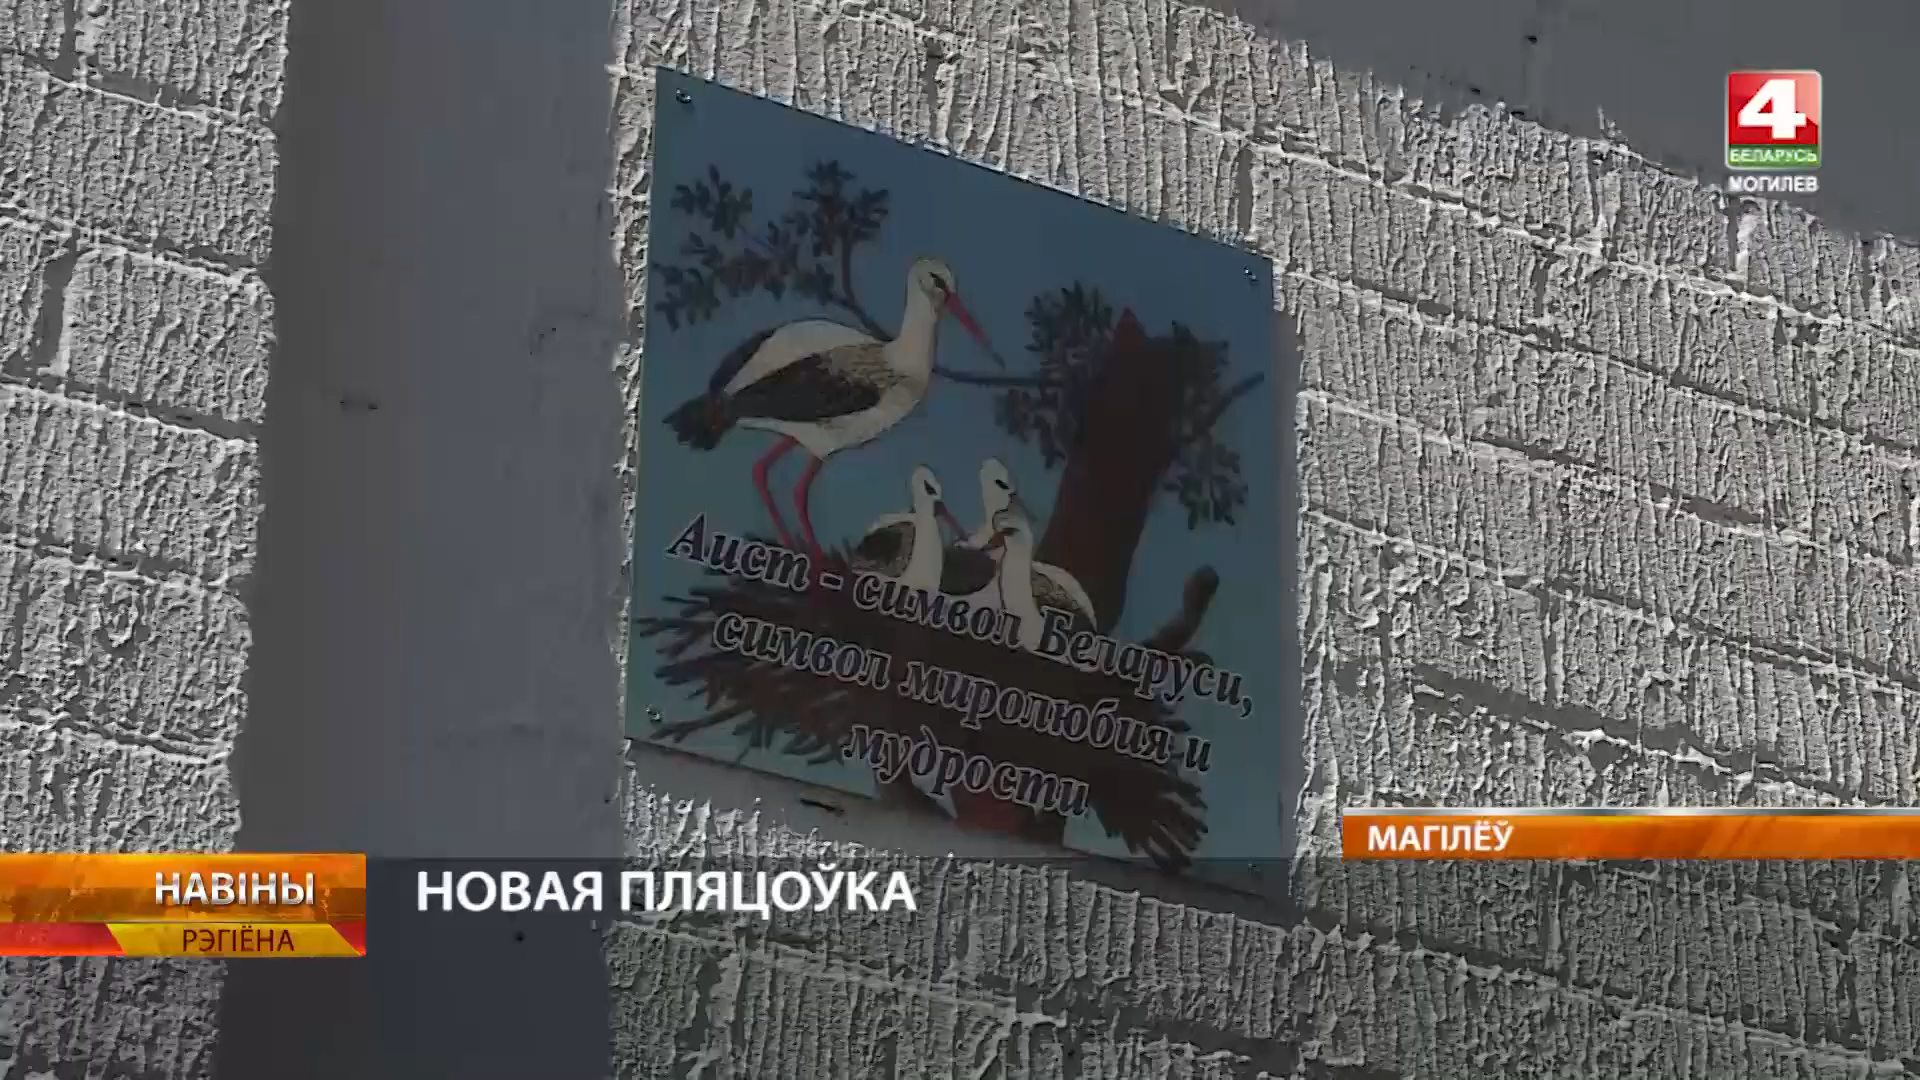 4
БЕЛАРУСЬ
МОГИЛЕВ
Аист - символ Беларуси,
символ миролюбия и
мудрости
МАГІЛЁЎ
НАВІНЫ
РЭГІЁНА
НОВАЯ ПЛЯЦОЎКА